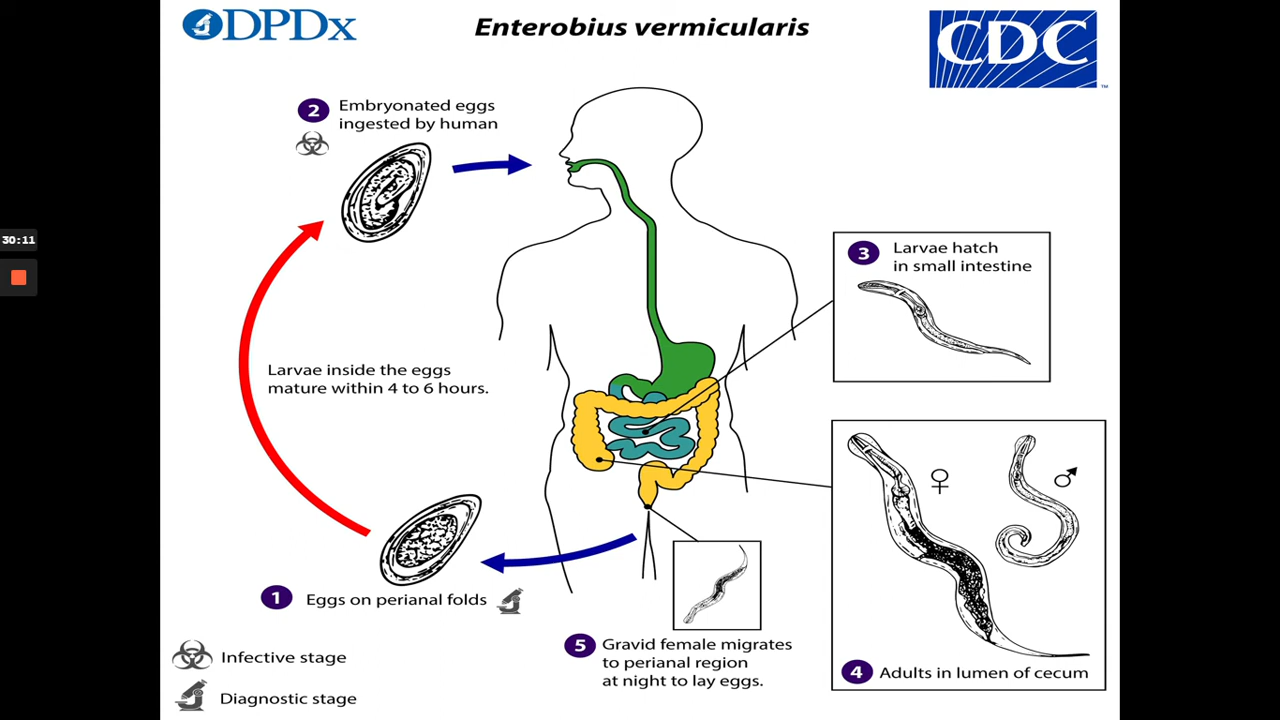 DPDx
Enterobius vermicularis
CDC
TM
2
Embryonated eggs
ingested by human
30:11
3
Larvae hatch
in small intestine
Larvae inside the eggs
mature within 4 to 6 hours.
♀
♂
1
Eggs on perianal folds
5
Gravid female migrates
to perianal region
at night to lay eggs.
4
Adults in lumen of cecum
Infective stage
Diagnostic stage